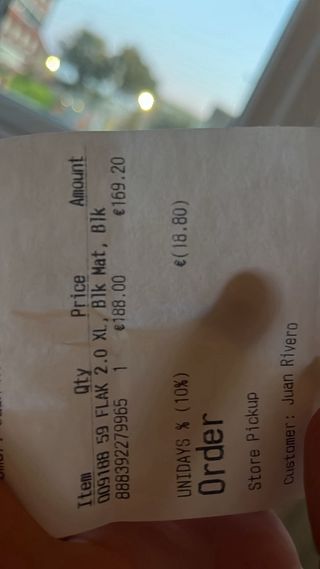 Item Qty Price Amount
OO9188 59 FLAK 2.0 XL, Blk Mat, Blk
888392279965 1 €188.00 €169.20
UNIDAYS % (10%) €(18.80)
Order
Store Pickup
Customer: Juan Rivero